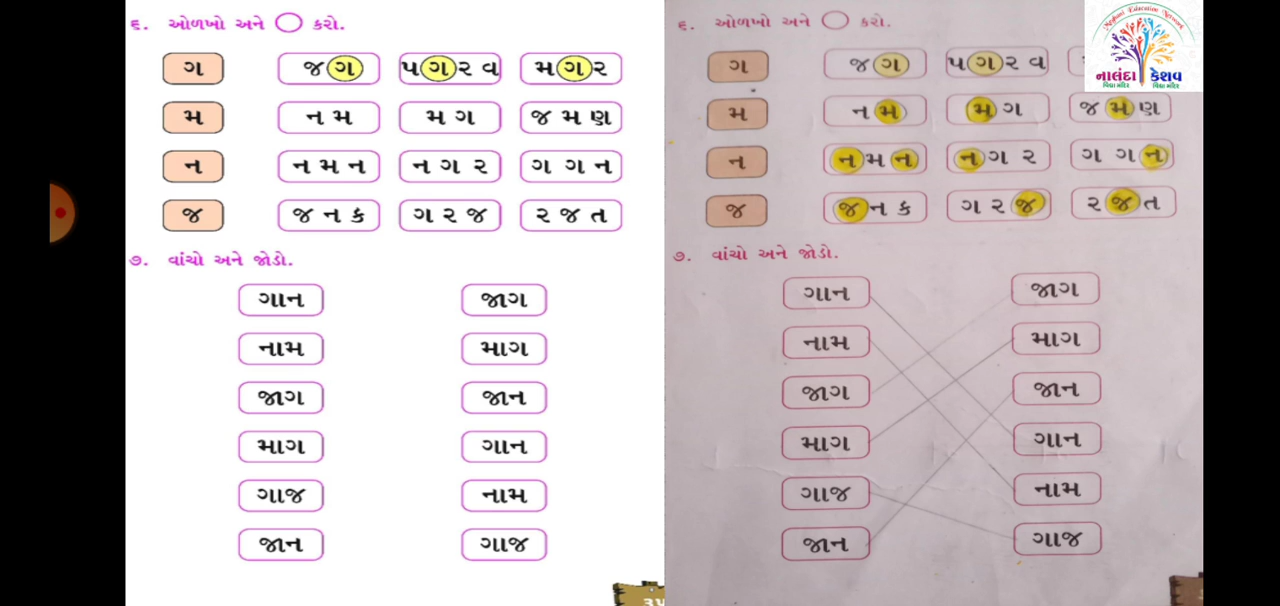 ૬. ઓળખો અને ◯ કરો.
ગ જગ પગરવ મગર
મ નમ મગ જમણ
ન નમન નગર ગગન
જ જનક ગરજ રજત
૭. વાંચો અને જોડો.
ગાન જાગ
નામ માગ
જાગ જાન
માગ ગાન
ગાજ નામ
જાન ગાજ
૩૫
૬. ઓળખો અને ◯ કરો.
ગ જગ પગરવ
મ નમ મગ જમણ
ન નમન નગર ગગન
જ જનક ગરજ રજત
૭. વાંચો અને જોડો.
ગાન જાગ
નામ માગ
જાગ જાન
માગ ગાન
ગાજ નામ
જાન ગાજ
નાલંદા કેશવ
વિદ્યા મંદિર વિદ્યા મંદિર